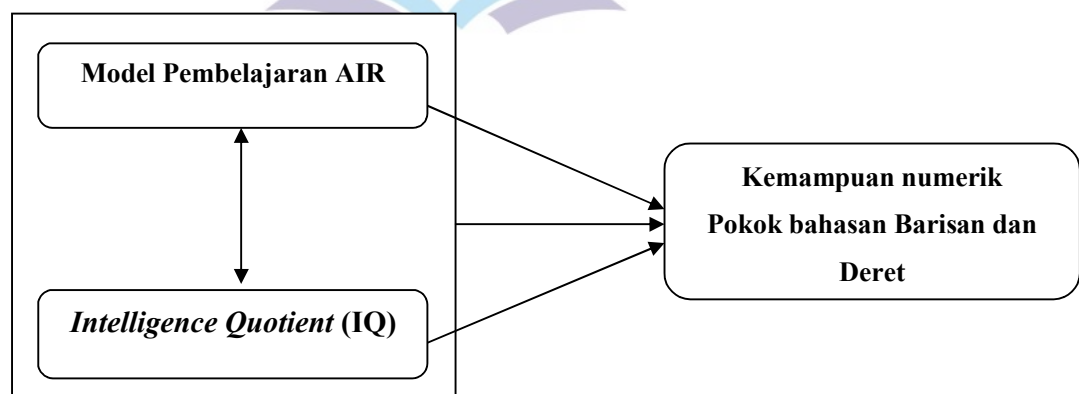 Model Pembelajaran AIR
Intelligence Quotient (IQ)
Kemampuan numerik
Pokok bahasan Barisan dan
Deret